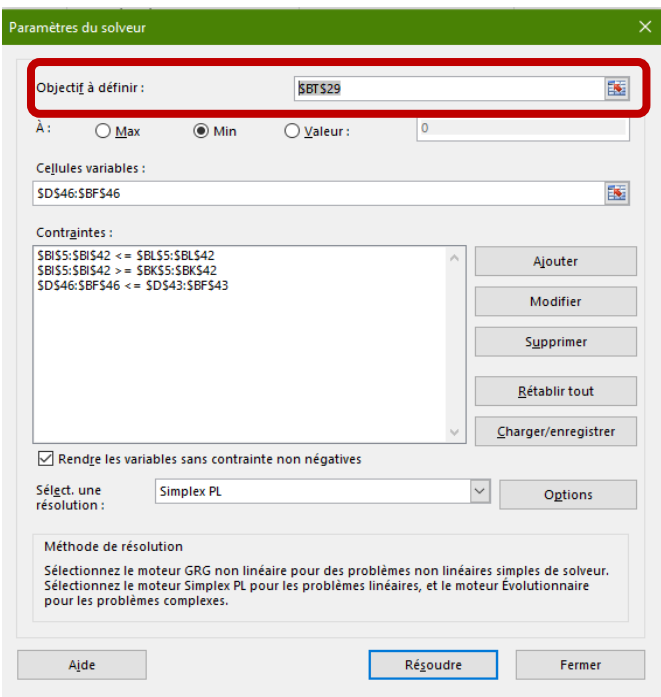 Paramètres du solveur
Objectif à définir :
$BT$29
À :
Max
Min
Valeur :
0
Cellules variables :
$D$46:$BF$46
Contraintes :
$BI$5:$BI$42 <= $BL$5:$BL$42
$BI$5:$BI$42 >= $BK$5:$BK$42
$D$46:$BF$46 <= $D$43:$BF$43
Ajouter
Modifier
Supprimer
Rétablir tout
Charger/enregistrer
Rendre les variables sans contrainte non négatives
Sélect. une
résolution :
Simplex PL
Options
Méthode de résolution
Sélectionnez le moteur GRG non linéaire pour des problèmes non linéaires simples de solveur.
Sélectionnez le moteur Simplex PL pour les problèmes linéaires, et le moteur Évolutionnaire
pour les problèmes complexes.
Aide
Résoudre
Fermer